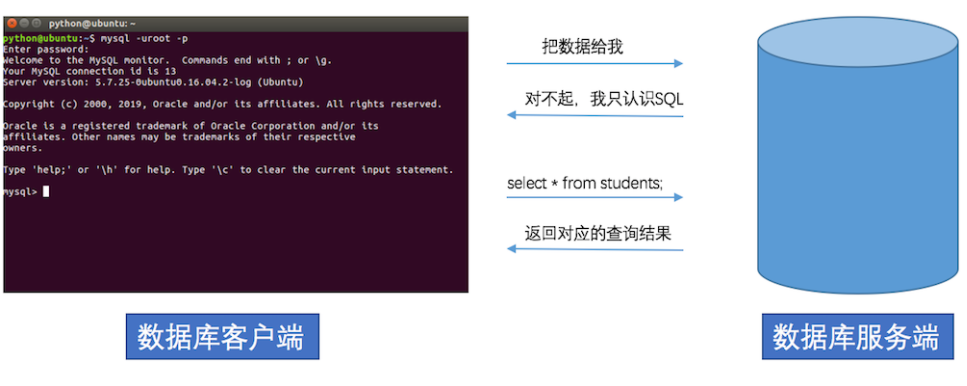 python@ubuntu: ~
python@ubuntu:~$ mysql -uroot -p
Enter password:
Welcome to the MySQL monitor.  Commands end with ; or \g.
Your MySQL connection id is 13
Server version: 5.7.25-0ubuntu0.16.04.2-log (Ubuntu)
Copyright (c) 2000, 2019, Oracle and/or its affiliates. All rights reserved.
Oracle is a registered trademark of Oracle Corporation and/or its
affiliates. Other names may be trademarks of their respective
owners.
Type 'help;' or '\h' for help. Type '\c' to clear the current input statement.
mysql>
把数据给我
对不起，我只认识SQL
select * from students;
返回对应的查询结果
数据库客户端
数据库服务端